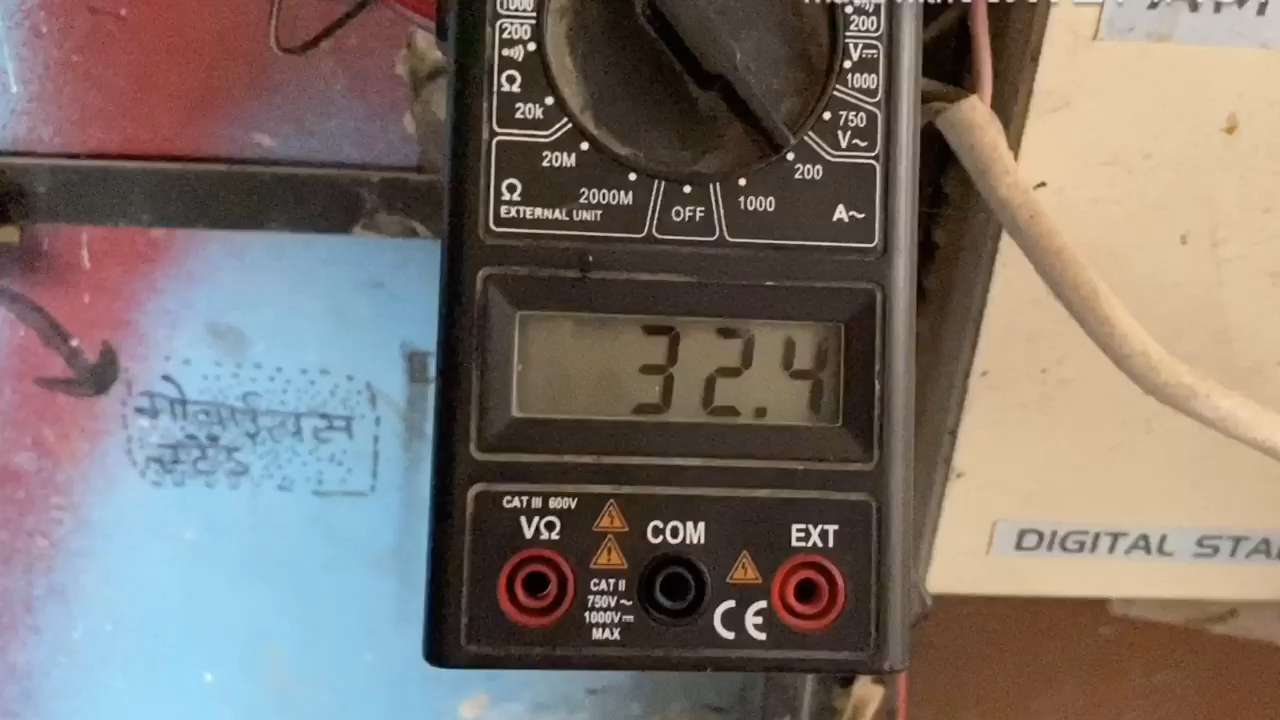 1000
200
Ω
20k
20M
Ω
2000M
EXTERNAL UNIT
OFF
200
V⎓
1000
750
V~
200
1000
A~
32.4
CAT III 600V
VΩ
COM
EXT
CAT II
750V ~
1000V⎓
MAX
CE
DIGITAL STA